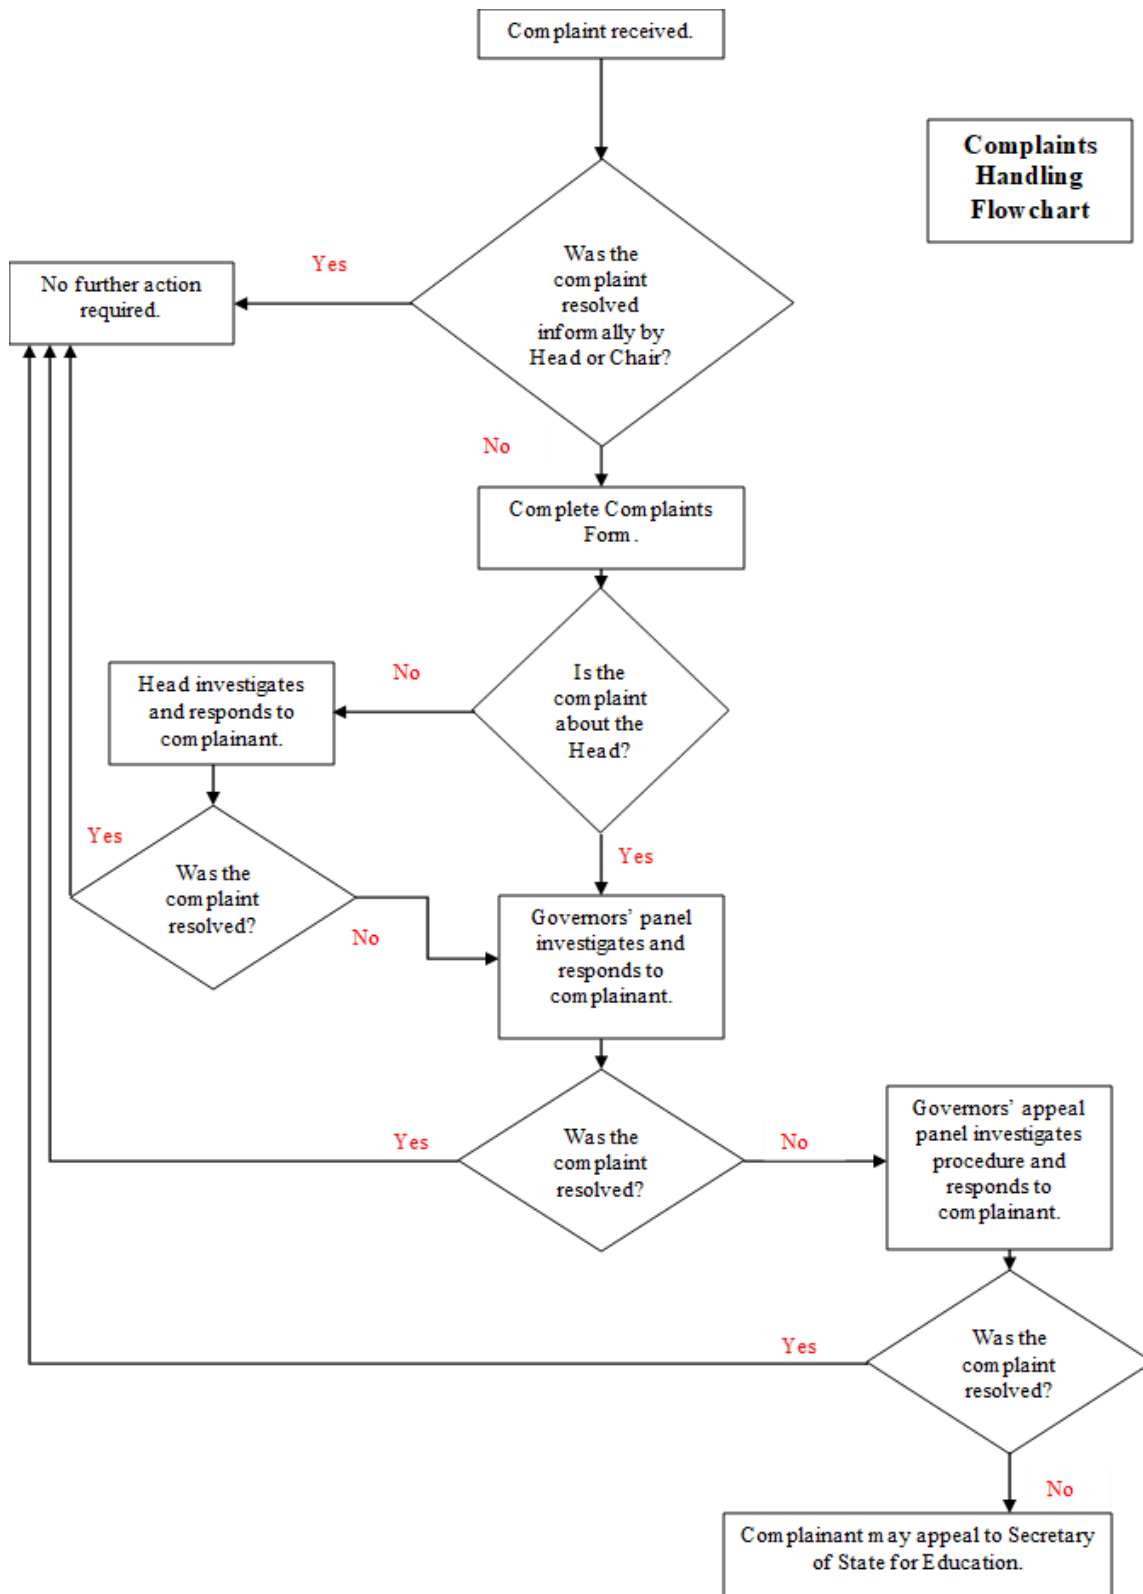 Complaint received.
Complaints
Handling
Flowchart
Was the
complaint
resolved
informally by
Head or Chair?
Yes
No further action
required.
No
Complete Complaints
Form.
Is the
complaint
about the
Head?
No
Head investigates
and responds to
complainant.
Yes
Was the
complaint
resolved?
Yes
No
Governors’ panel
investigates and
responds to
complainant.
Was the
complaint
resolved?
Yes
No
Governors’ appeal
panel investigates
procedure and
responds to
complainant.
Was the
complaint
resolved?
Yes
No
Complainant may appeal to Secretary
of State for Education.